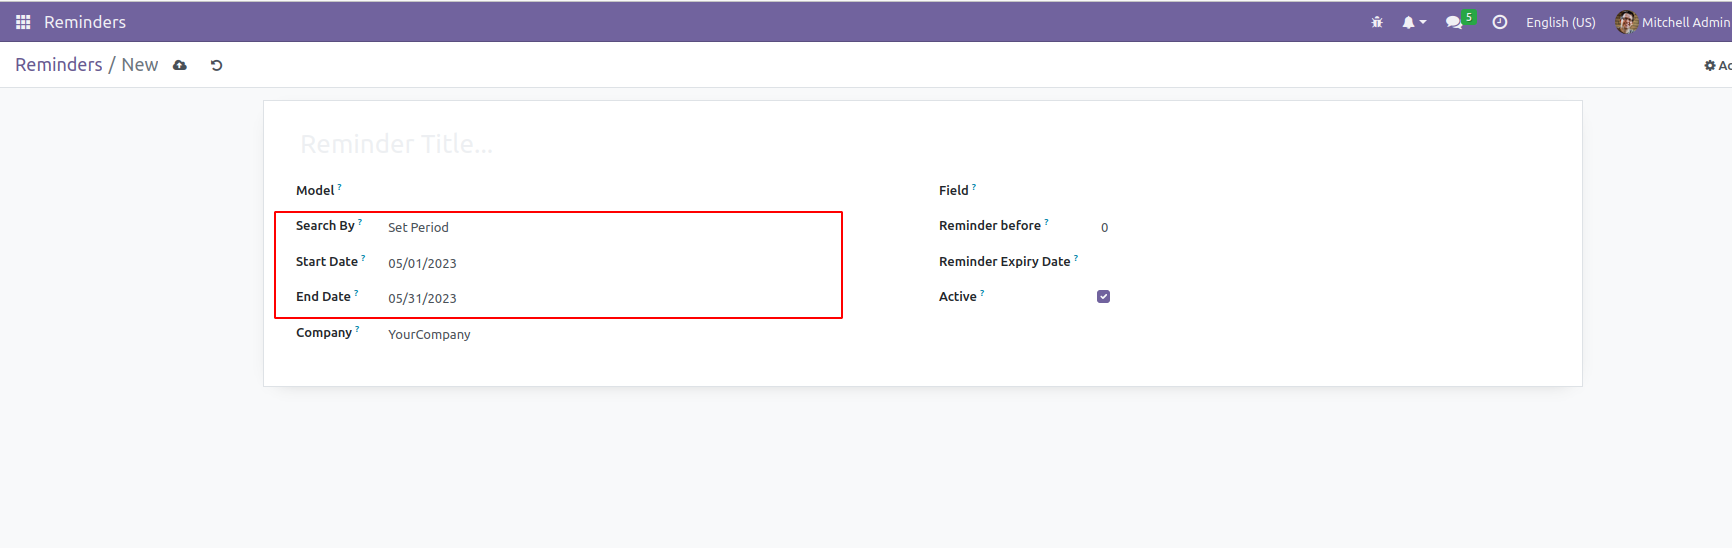 Reminders 5 English (US) Mitchell Admin
Reminders / New Ac
Reminder Title...
Model ? Field ?
Search By ? Set Period Reminder before ? 0
Start Date ? 05/01/2023 Reminder Expiry Date ?
End Date ? 05/31/2023 Active ?
Company ? YourCompany